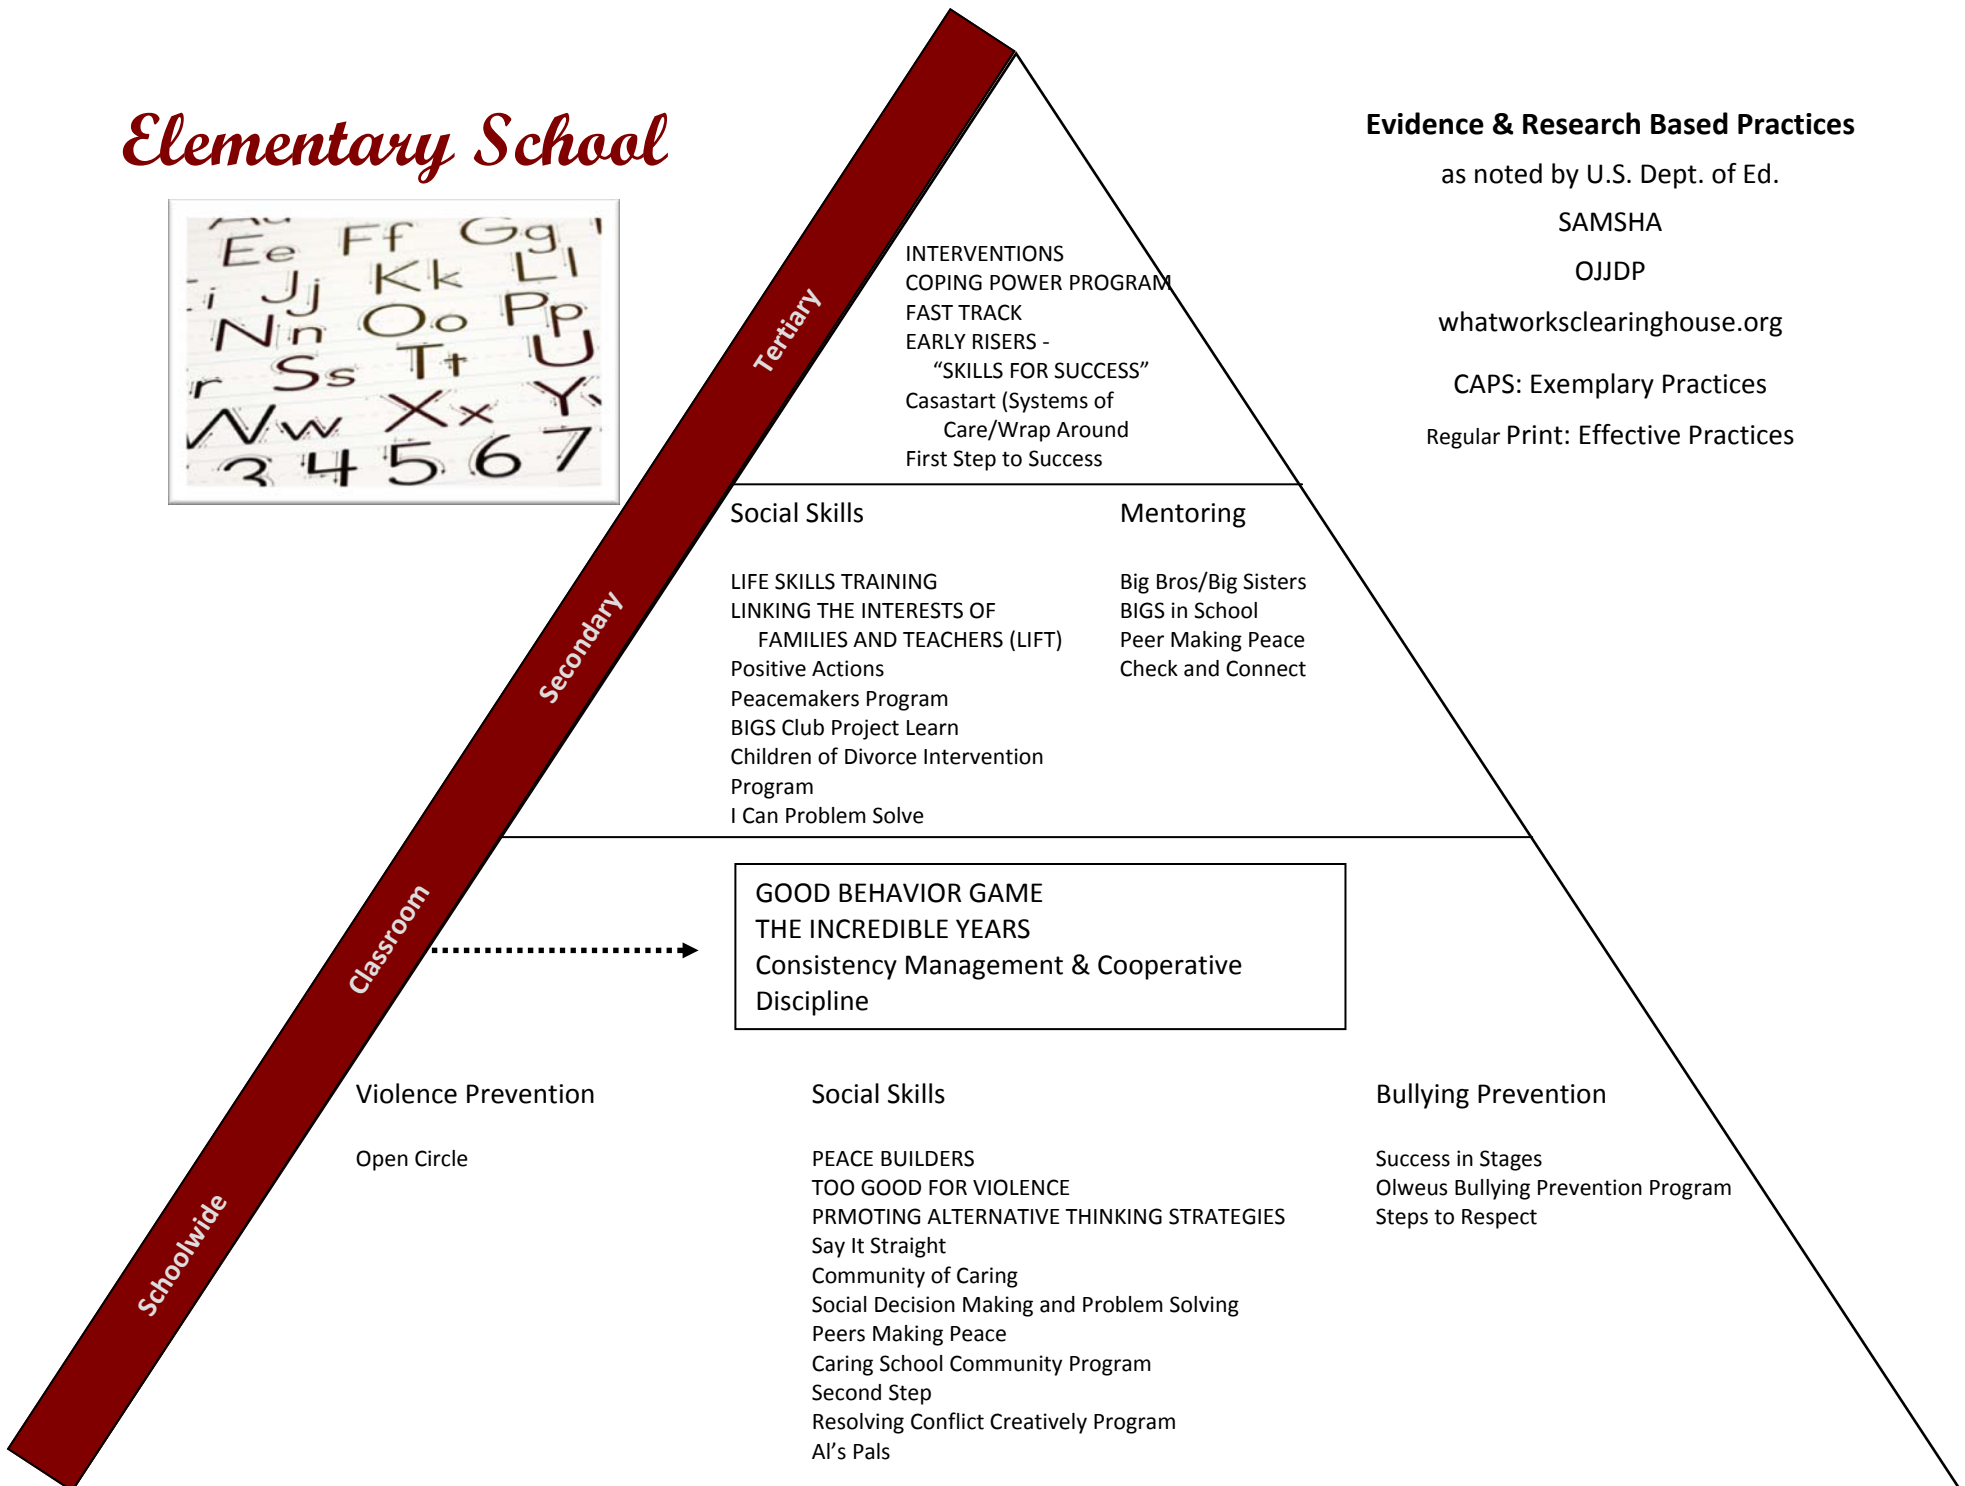 Elementary School
Ee Ff Gg
i Jj Kk Ll
Nn Oo Pp
r Ss Tt U
Ww Xx Y
3 4 5 6 7
Evidence & Research Based Practices
as noted by U.S. Dept. of Ed.
SAMSHA
OJJDP
whatworksclearinghouse.org
CAPS: Exemplary Practices
Regular Print: Effective Practices
Tertiary
INTERVENTIONS
COPING POWER PROGRAM
FAST TRACK
EARLY RISERS -
“SKILLS FOR SUCCESS”
Casastart (Systems of
Care/Wrap Around
First Step to Success
Secondary
Social Skills
LIFE SKILLS TRAINING
LINKING THE INTERESTS OF
FAMILIES AND TEACHERS (LIFT)
Positive Actions
Peacemakers Program
BIGS Club Project Learn
Children of Divorce Intervention
Program
I Can Problem Solve
Mentoring
Big Bros/Big Sisters
BIGS in School
Peer Making Peace
Check and Connect
Classroom
GOOD BEHAVIOR GAME
THE INCREDIBLE YEARS
Consistency Management & Cooperative
Discipline
Schoolwide
Violence Prevention
Open Circle
Social Skills
PEACE BUILDERS
TOO GOOD FOR VIOLENCE
PRMOTING ALTERNATIVE THINKING STRATEGIES
Say It Straight
Community of Caring
Social Decision Making and Problem Solving
Peers Making Peace
Caring School Community Program
Second Step
Resolving Conflict Creatively Program
Al’s Pals
Bullying Prevention
Success in Stages
Olweus Bullying Prevention Program
Steps to Respect